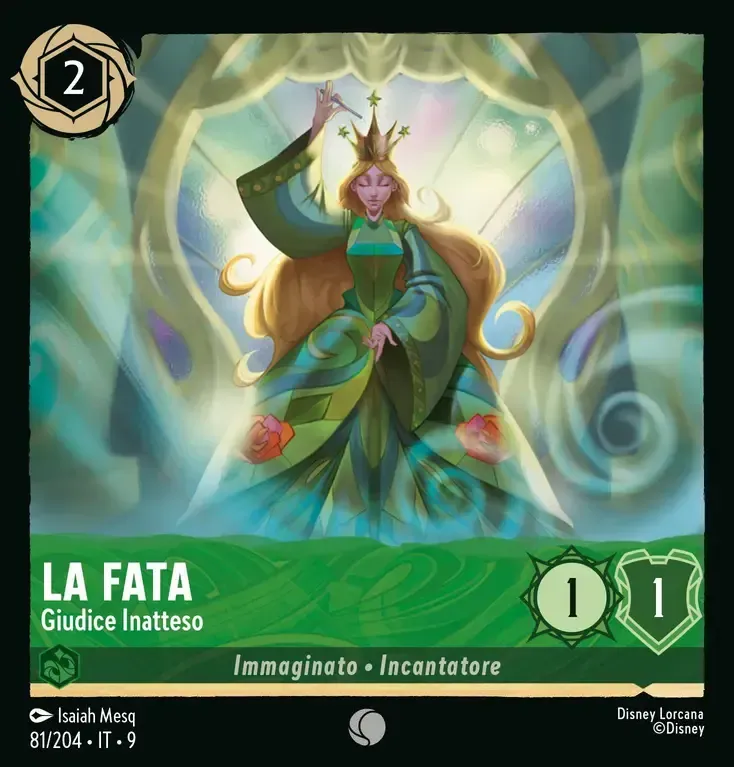 2
LA FATA
Giudice Inatteso
1
1
Immaginato • Incantatore
Isaiah Mesq
81/204 • IT • 9
Disney Lorcana
©Disney